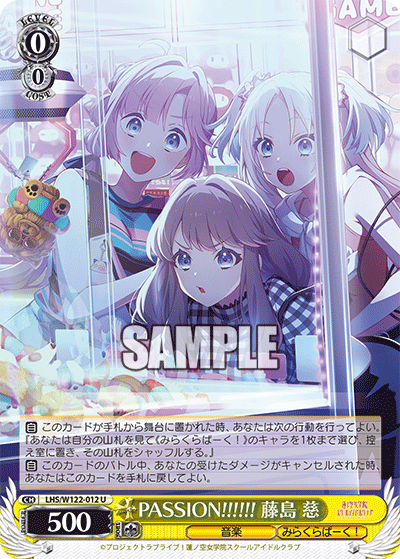 LEVEL
0
0
COST
SAMPLE
自 このカードが手札から舞台に置かれた時、あなたは次の行動を行ってよい。
『あなたは自分の山札を見て《みらくらぱーく！》のキャラを1枚まで選び、控
え室に置き、その山札をシャッフルする。』
自 このカードのバトル中、あなたの受けたダメージがキャンセルされた時、
あなたはこのカードを手札に戻してよい。
CH LHS/W122-012 U
PASSION!!!!!! 藤島 慈
POWER
500
音楽
みらくらぱーく！
©プロジェクトラブライブ！蓮ノ空女学院スクールアイドルクラブ